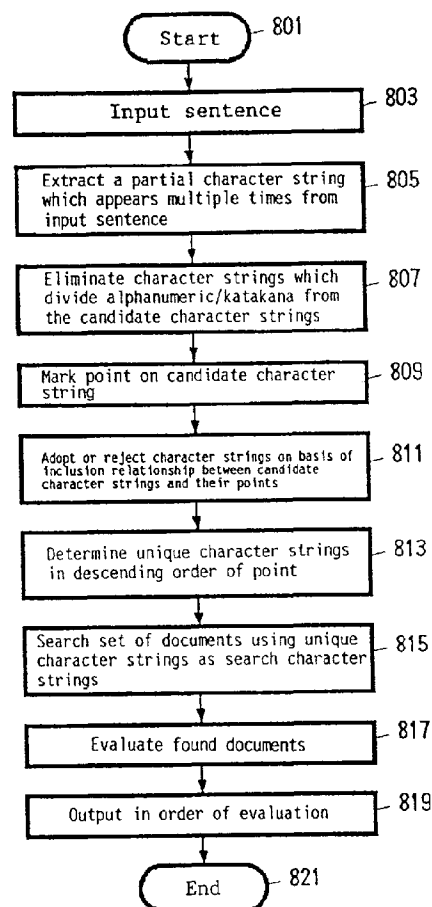 Start
801
Input sentence
803
Extract a partial character string
which appears multiple times from
input sentence
805
Eliminate character strings which
divide alphanumeric/katakana from
the candidate character strings
807
Mark point on candidate character
string
809
Adopt or reject character strings on basis of
inclusion relationship between candidate
character strings and their points
811
Determine unique character strings
in descending order of point
813
Search set of documents using unique
character strings as search character
strings
815
Evaluate found documents
817
Output in order of evaluation
819
End
821